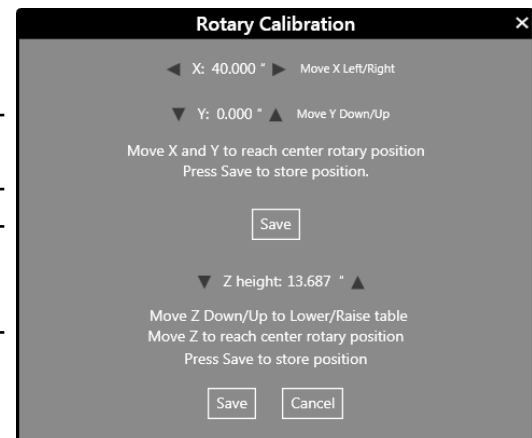 Rotary Calibration ×
◀ X: 40.000 " ▶ Move X Left/Right
▼ Y: 0.000 " ▲ Move Y Down/Up
Move X and Y to reach center rotary position
Press Save to store position.
Save
▼ Z height: 13.687 " ▲
Move Z Down/Up to Lower/Raise table
Move Z to reach center rotary position
Press Save to store position
Save Cancel